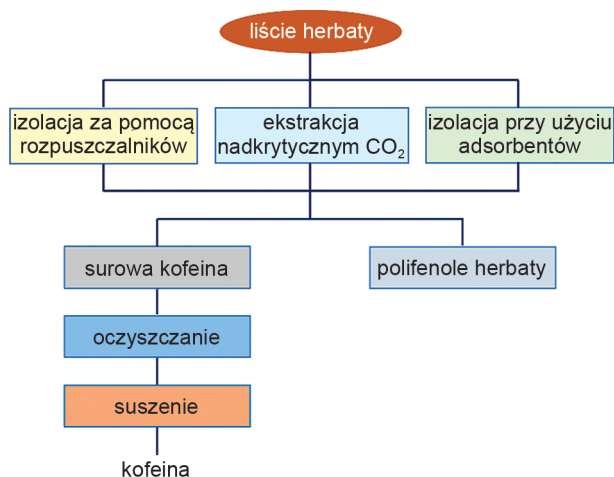 liście herbaty
izolacja za pomocą
rozpuszczalników
ekstrakcja
nadkrytycznym CO₂
izolacja przy użyciu
adsorbentów
surowa kofeina
polifenole herbaty
oczyszczanie
suszenie
kofeina